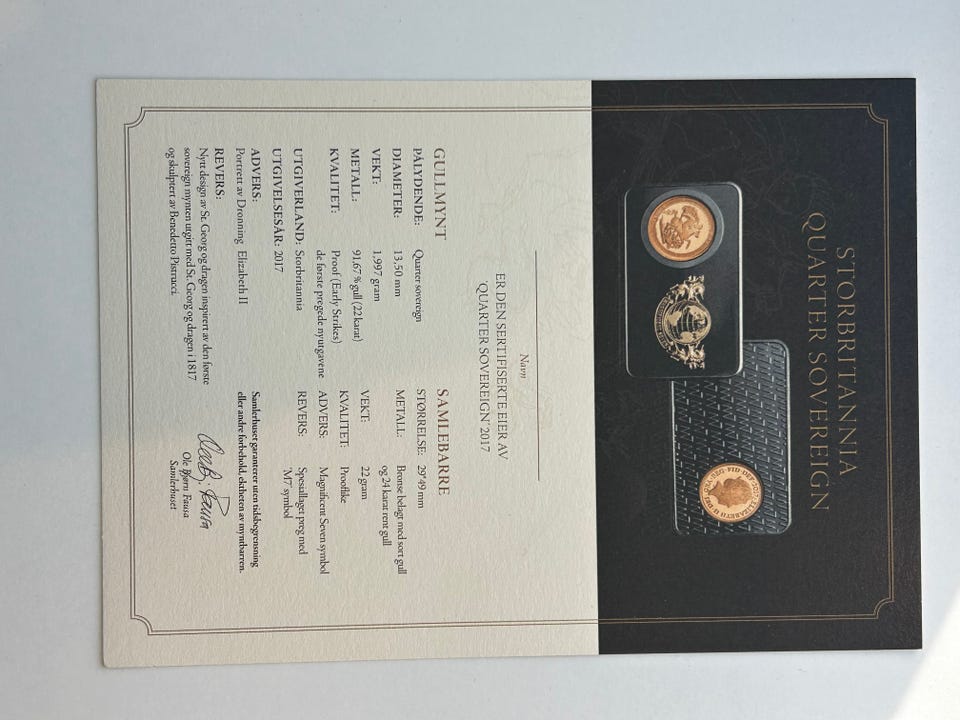 STORBRITANNIA
QUARTER SOVEREIGN
Navn
ER DEN SERTIFISERTE EIER AV
'QUARTER SOVEREIGN' 2017
GULLMYNT
PÅLYDENDE: Quarter sovereign
DIAMETER: 13,50 mm
VEKT: 1,997 gram
METALL: 91,67 % gull (22 karat)
KVALITET: Proof (Early Strikes)
de første pregede nyutgavene
UTGIVERLAND: Storbritannia
UTGIVELSESÅR: 2017
ADVERS:
Portrett av Dronning Elizabeth II
REVERS:
Nytt design av St. Georg og dragen inspirert av den første
sovereign mynten utgitt med St. Georg og dragen i 1817
og skulptert av Benedetto Pistrucci.
SAMLEBARRE
STØRRELSE: 29*49 mm
METALL: Bronse belagt med sort gull
og 24 karat rent gull
VEKT: 22 gram
KVALITET: Prooflike
ADVERS: Magnificent Seven symbol
REVERS: Spesiallaget preg med
'M7' symbol
Samlerhuset garanterer uten tidsbegrensning
eller andre forbehold, ektheten av myntbarren.
Ole Bjørn Fausa
Samlerhuset